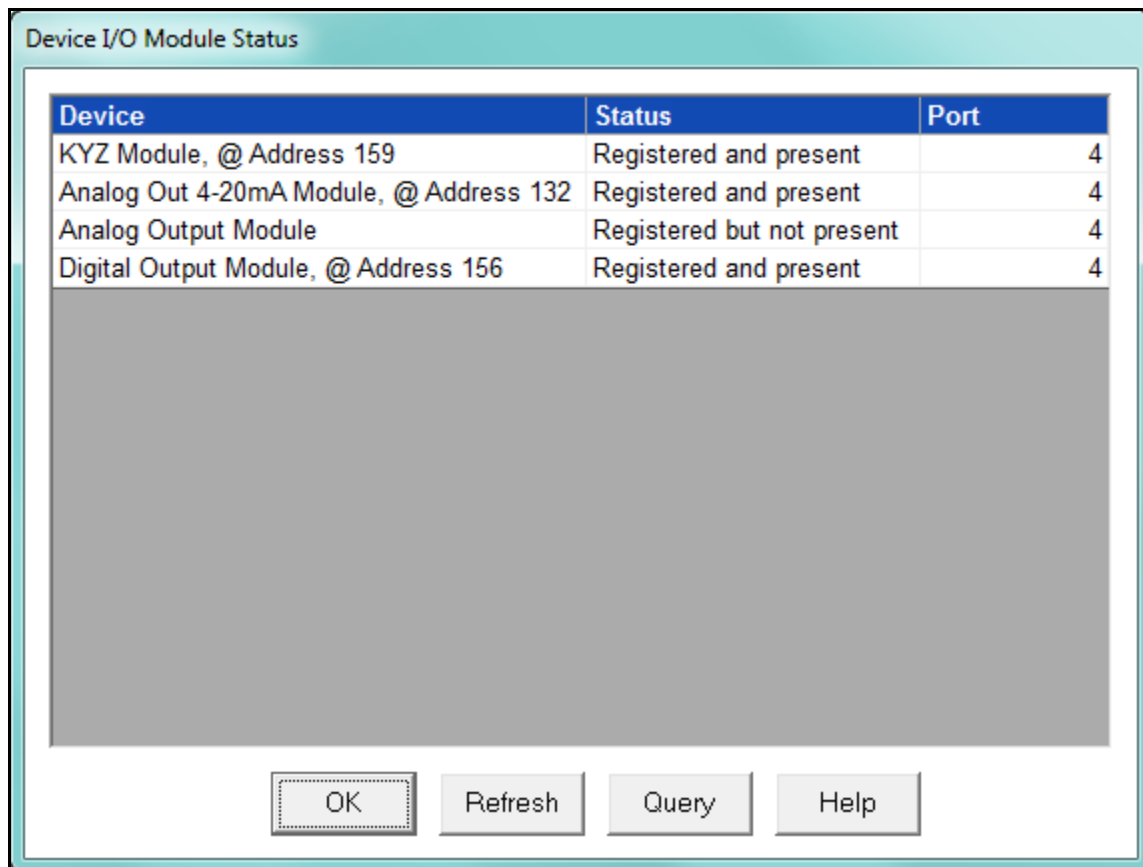 Device I/O Module Status
Device Status Port
KYZ Module, @ Address 159 Registered and present 4
Analog Out 4-20mA Module, @ Address 132 Registered and present 4
Analog Output Module Registered but not present 4
Digital Output Module, @ Address 156 Registered and present 4
OK Refresh Query Help